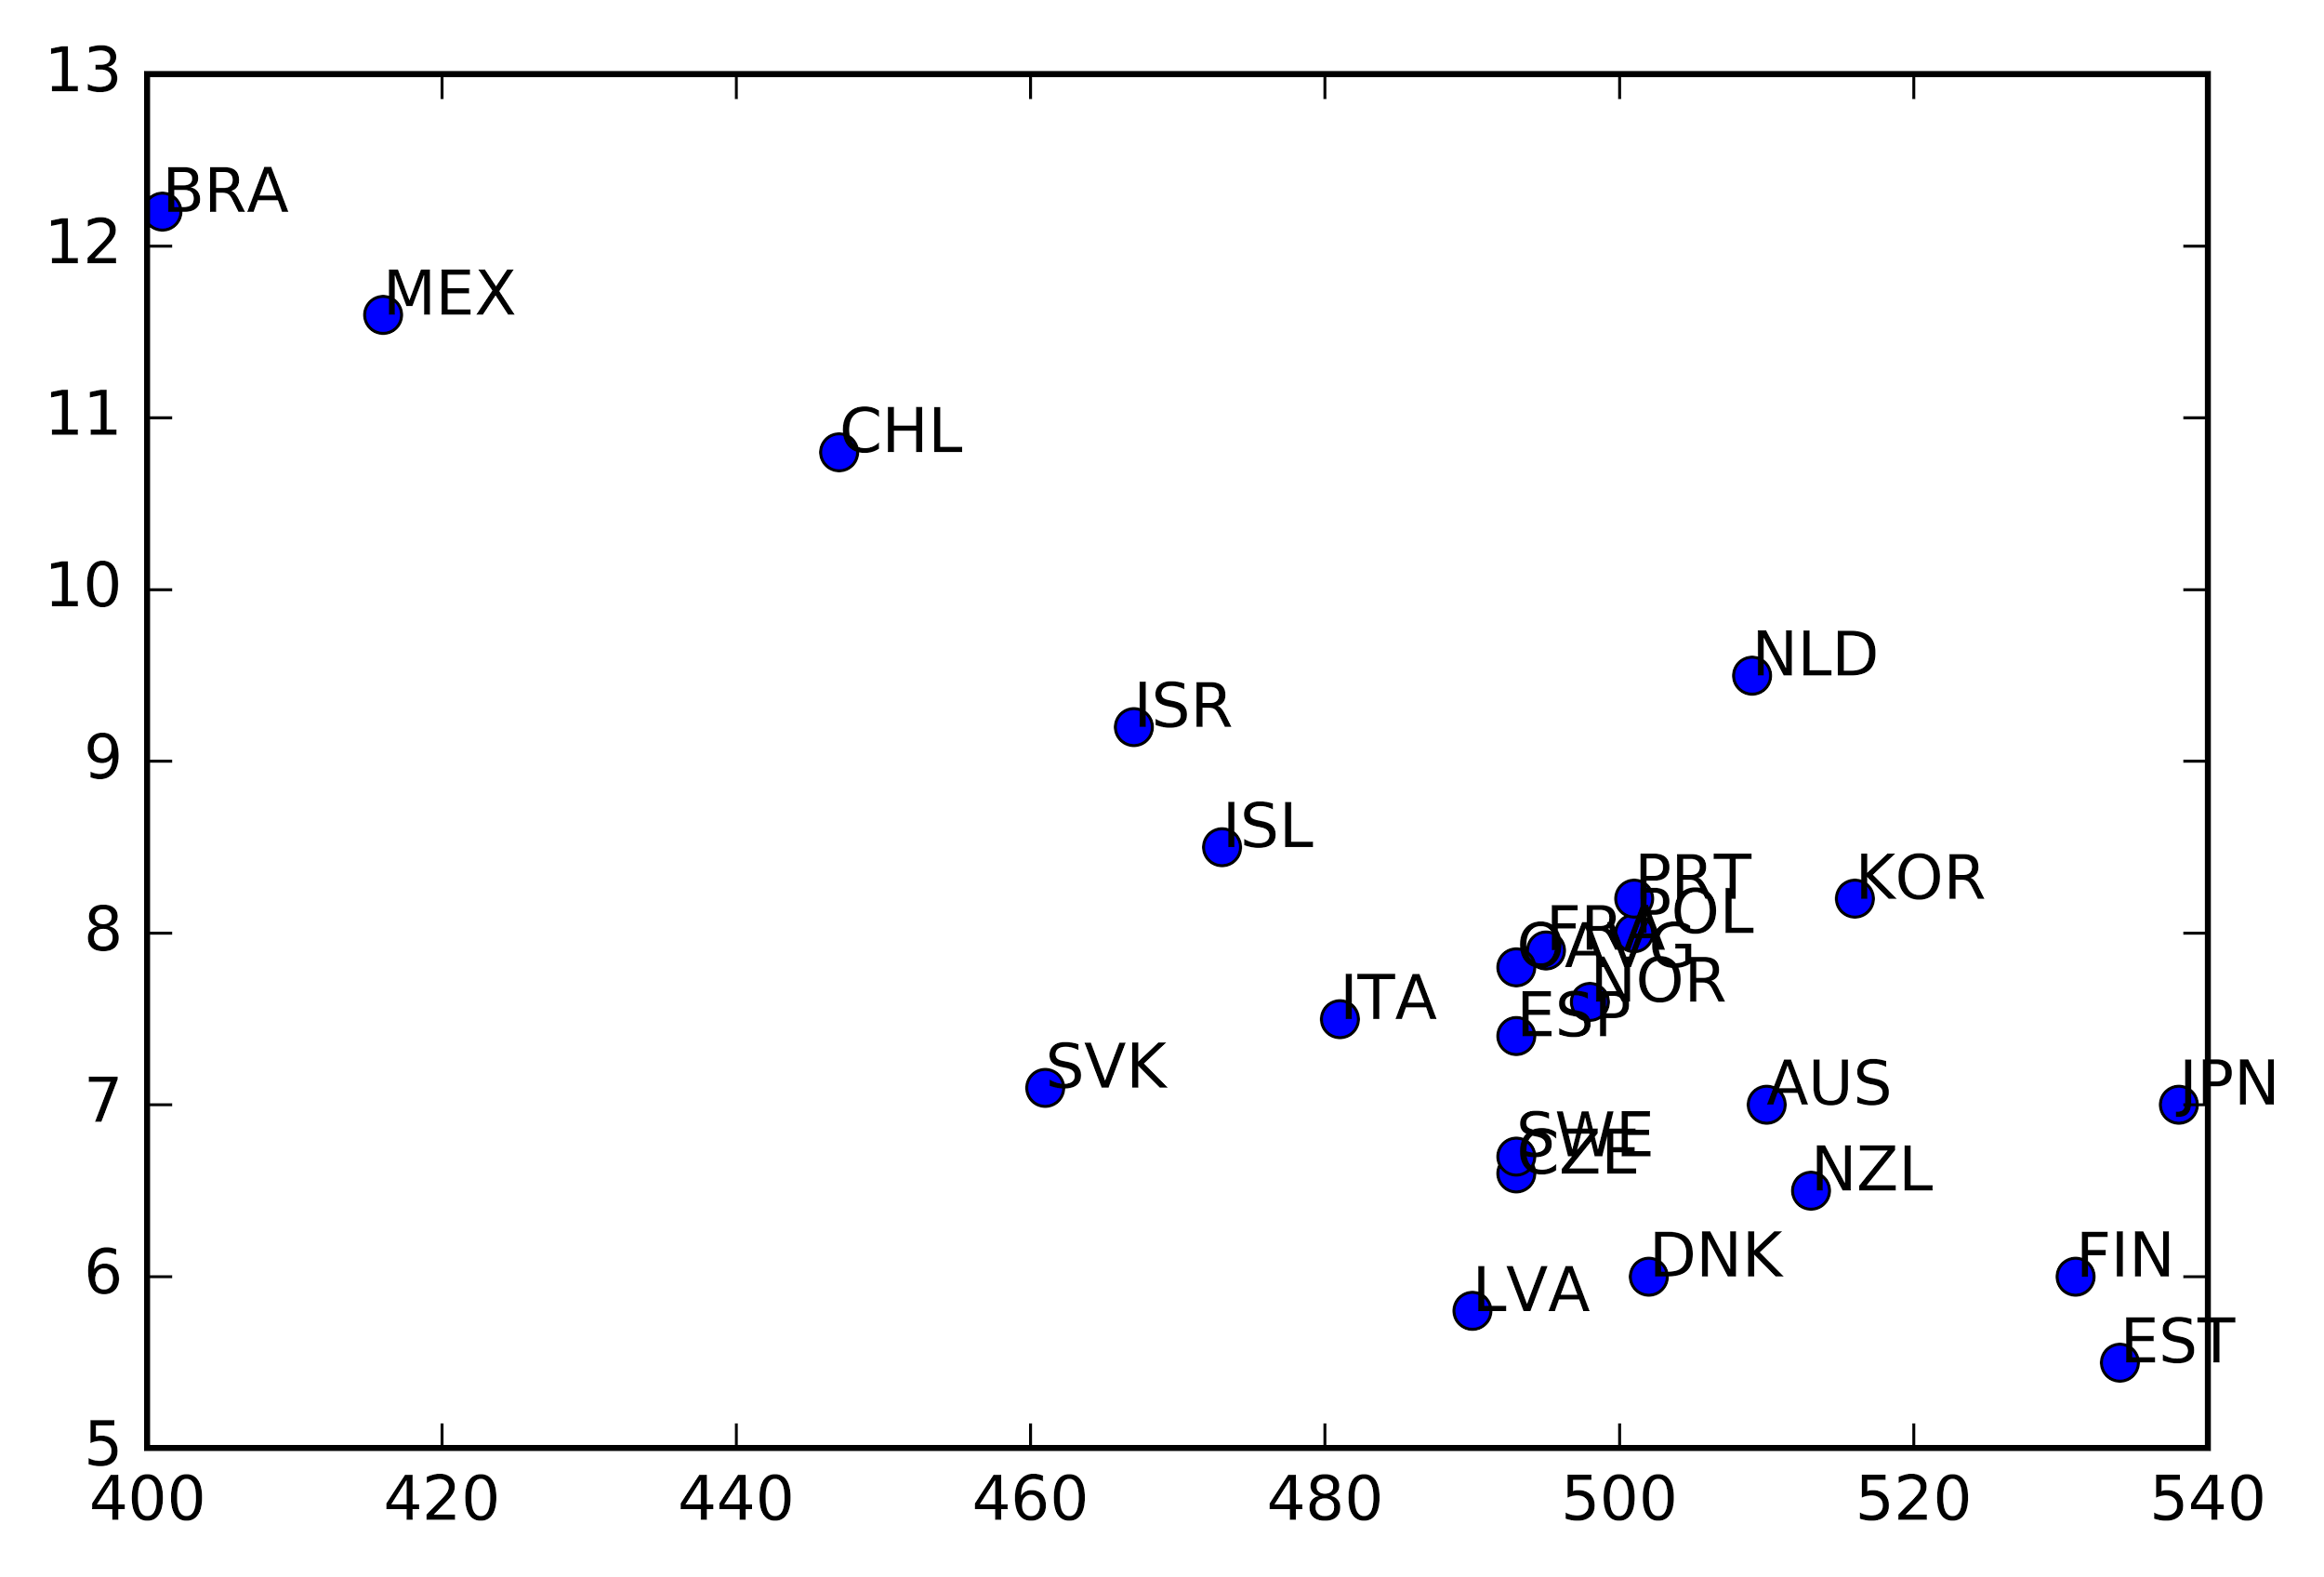 13
BRA
12
MEX
11
CHL
10
NLD
ISR
9
ISL
PRT
KOR
POL
8
FRA
OAVG
NOR
ITA
ESP
SVK
AUS
JPN
7
SWE
CZE
NZL
DNK
FIN
6
LVA
EST
5
400 420 440 460 480 500 520 540